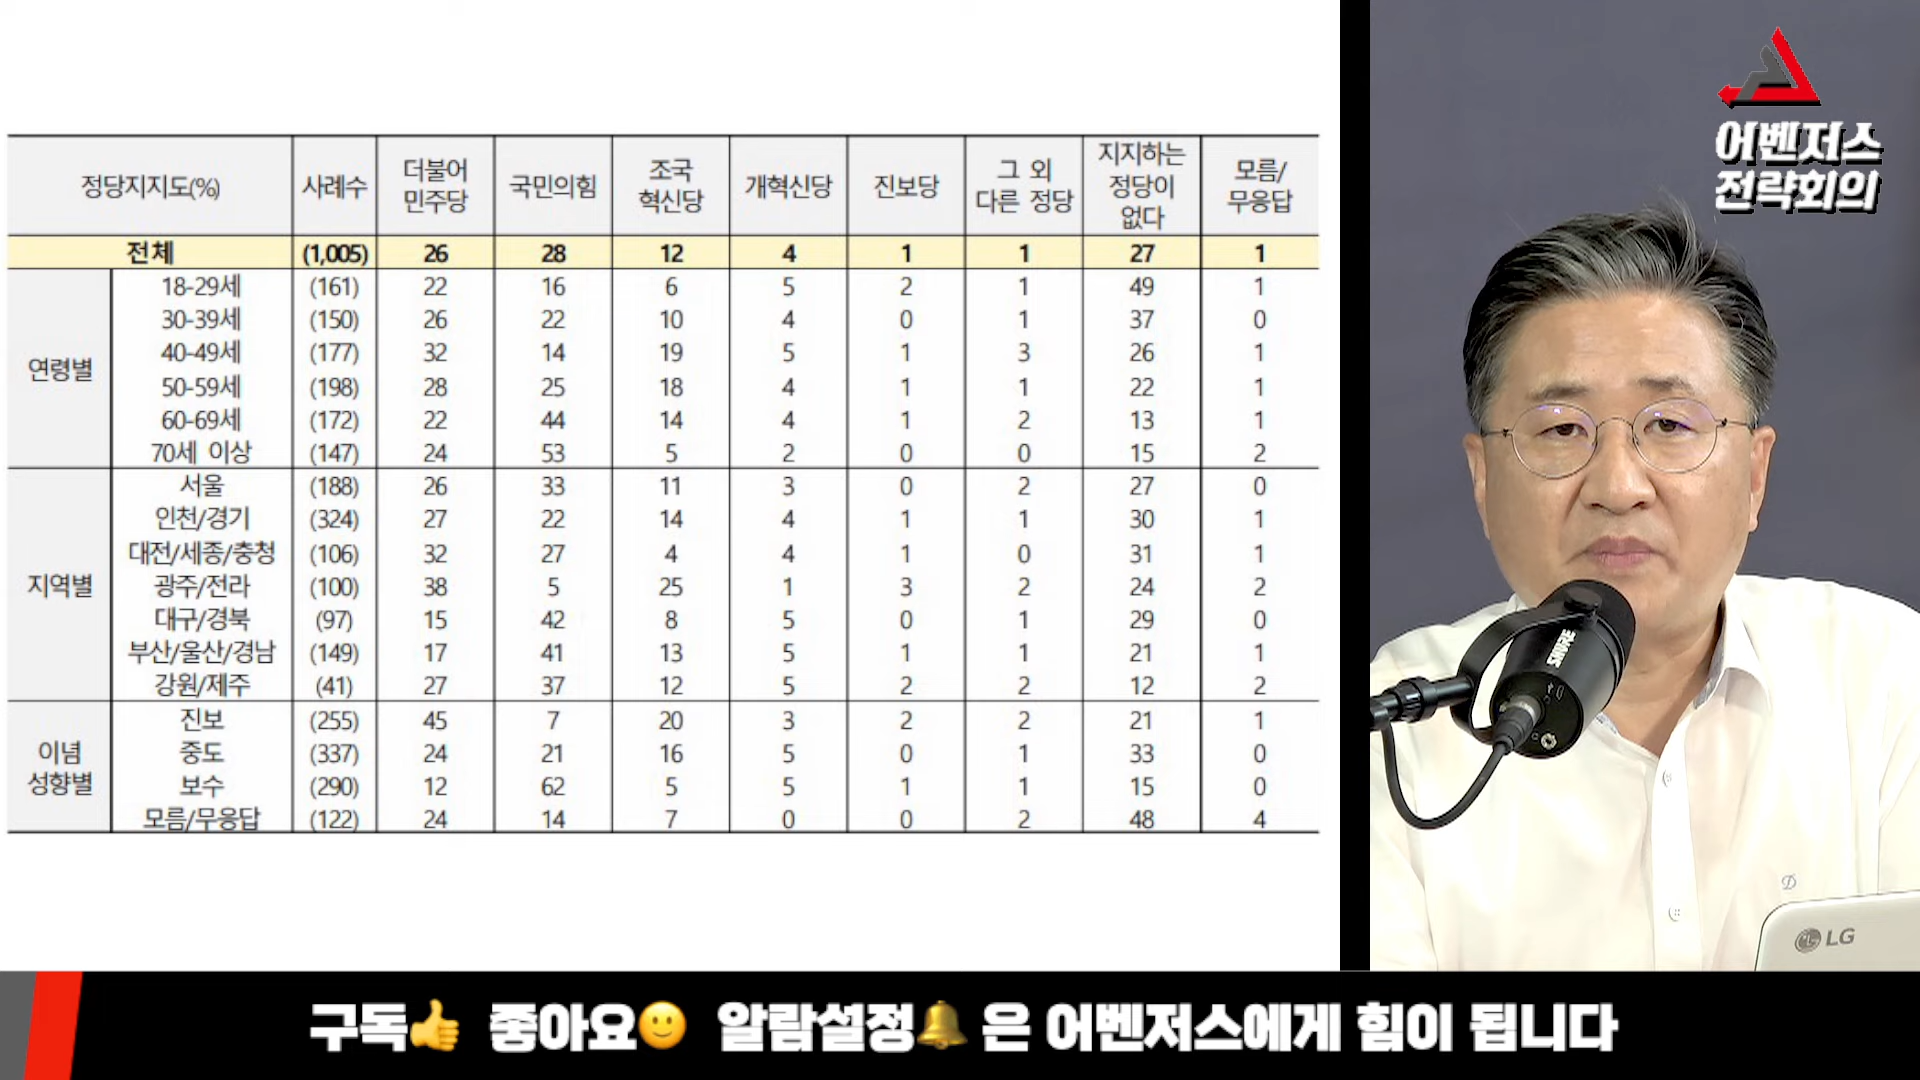 정당지지도(%) 사례수 더불어 민주당 국민의힘 조국 혁신당 개혁신당 진보당 그 외 다른 정당 지지하는 정당이 없다 모름/ 무응답
전체 (1,005) 26 28 12 4 1 1 27 1
연령별
18-29세 (161) 22 16 6 5 2 1 49 1
30-39세 (150) 26 22 10 4 0 1 37 0
40-49세 (177) 32 14 19 5 1 3 26 1
50-59세 (198) 28 25 18 4 1 1 22 1
60-69세 (172) 22 44 14 4 1 2 13 1
70세 이상 (147) 24 53 5 2 0 0 15 2
지역별
서울 (188) 26 33 11 3 0 2 27 0
인천/경기 (324) 27 22 14 4 1 1 30 1
대전/세종/충청 (106) 32 27 4 4 1 0 31 1
광주/전라 (100) 38 5 25 1 3 2 24 2
대구/경북 (97) 15 42 8 5 0 1 29 0
부산/울산/경남 (149) 17 41 13 5 1 1 21 1
강원/제주 (41) 27 37 12 5 2 2 12 2
이념
성향별
진보 (255) 45 7 20 3 2 2 21 1
중도 (337) 24 21 16 5 0 1 33 0
보수 (290) 12 62 5 5 1 1 15 0
모름/무응답 (122) 24 14 7 0 0 2 48 4
어벤저스
전략회의
SHURE
LG
구독👍 좋아요🙂 알람설정🔔은 어벤저스에게 힘이 됩니다